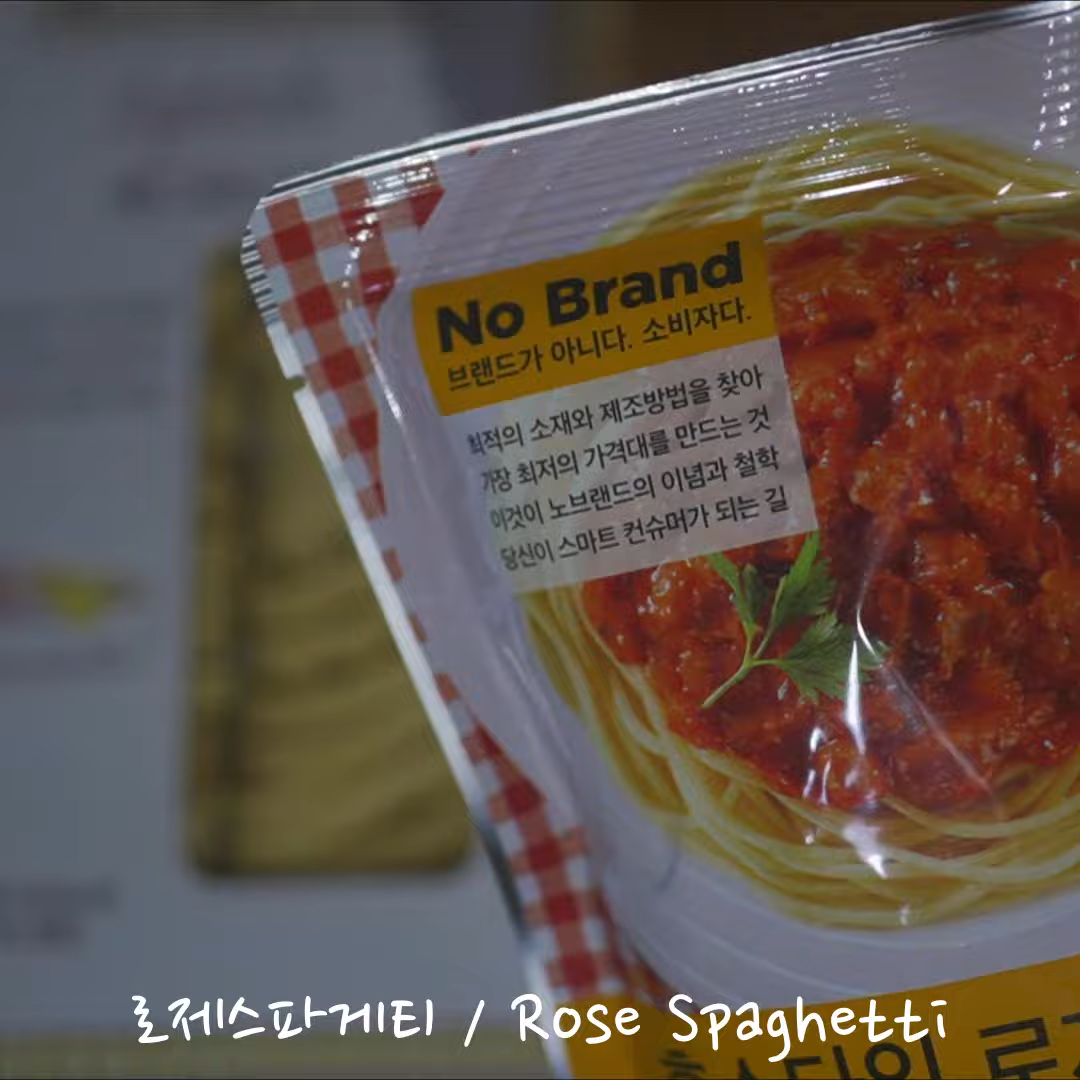 No Brand
브랜드가 아니다. 소비자다.
최적의 소재와 제조방법을 찾아
가장 최저의 가격대를 만드는 것
이것이 노브랜드의 이념과 철학
당신이 스마트 컨슈머가 되는 길
로제스파게티 / Rose Spaghetti